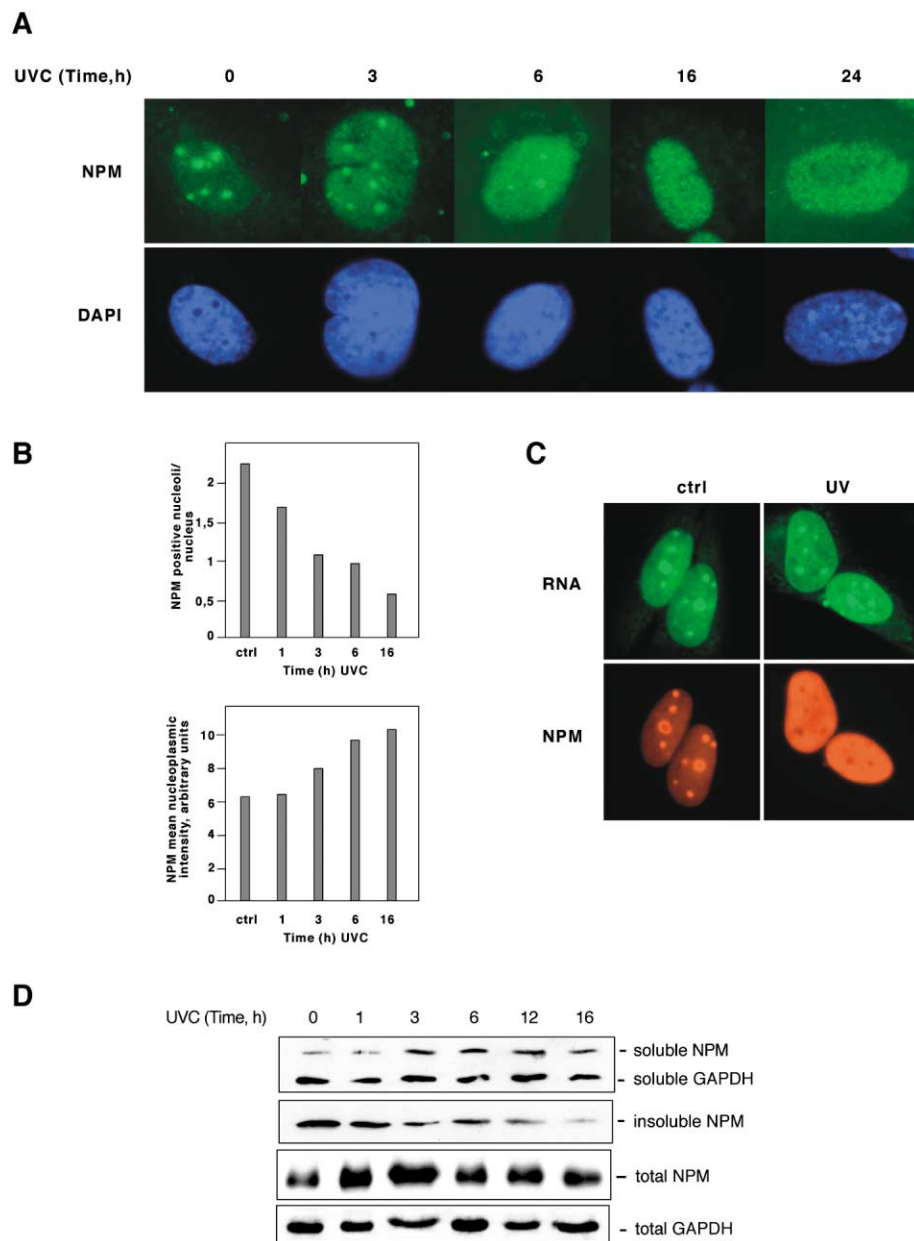 A
UVC (Time,h) 0 3 6 16 24
NPM
DAPI
B
NPM positive nucleoli/
nucleus
2
1,5
1
0,5
0
ctrl 1 3 6 16
Time (h) UVC
NPM mean nucleoplasmic
intensity, arbitrary units
10
8
6
4
2
0
ctrl 1 3 6 16
Time (h) UVC
C
ctrl UV
RNA
NPM
D
UVC (Time, h) 0 1 3 6 12 16
- soluble NPM
- soluble GAPDH
- insoluble NPM
- total NPM
- total GAPDH